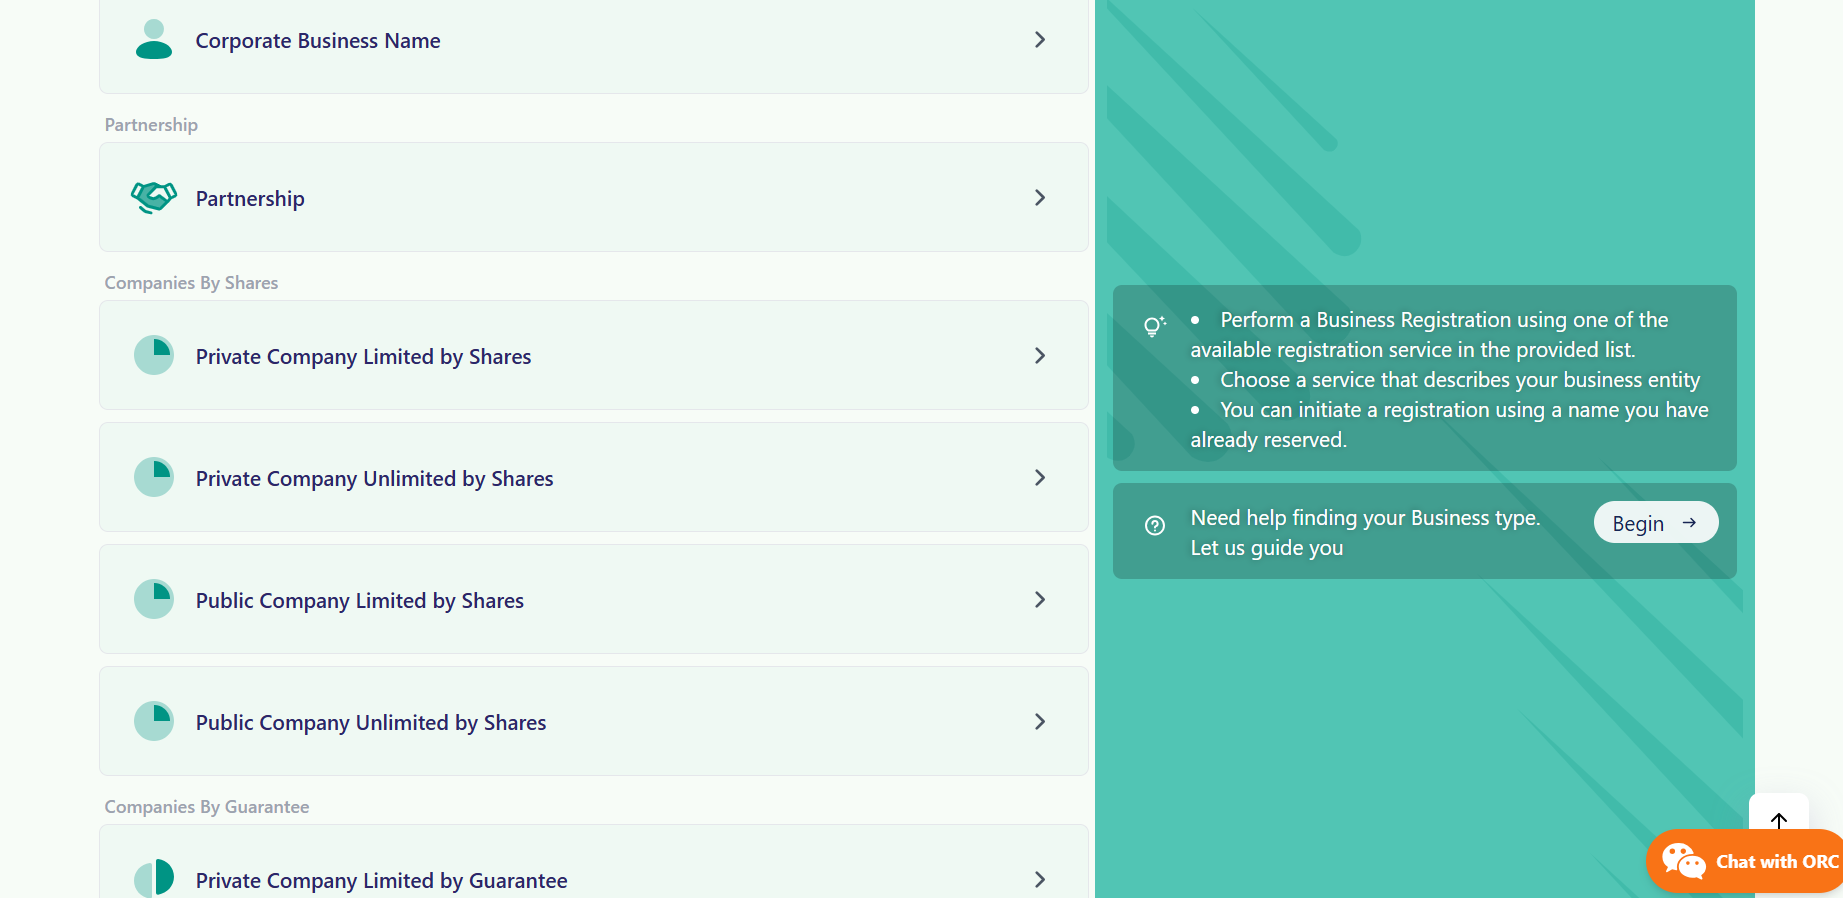 Corporate Business Name
Partnership
Partnership
Companies By Shares
Private Company Limited by Shares
Private Company Unlimited by Shares
Public Company Limited by Shares
Public Company Unlimited by Shares
Companies By Guarantee
Private Company Limited by Guarantee
• Perform a Business Registration using one of the
available registration service in the provided list.
• Choose a service that describes your business entity
• You can initiate a registration using a name you have
already reserved.
Need help finding your Business type.
Let us guide you
Begin →
Chat with ORC